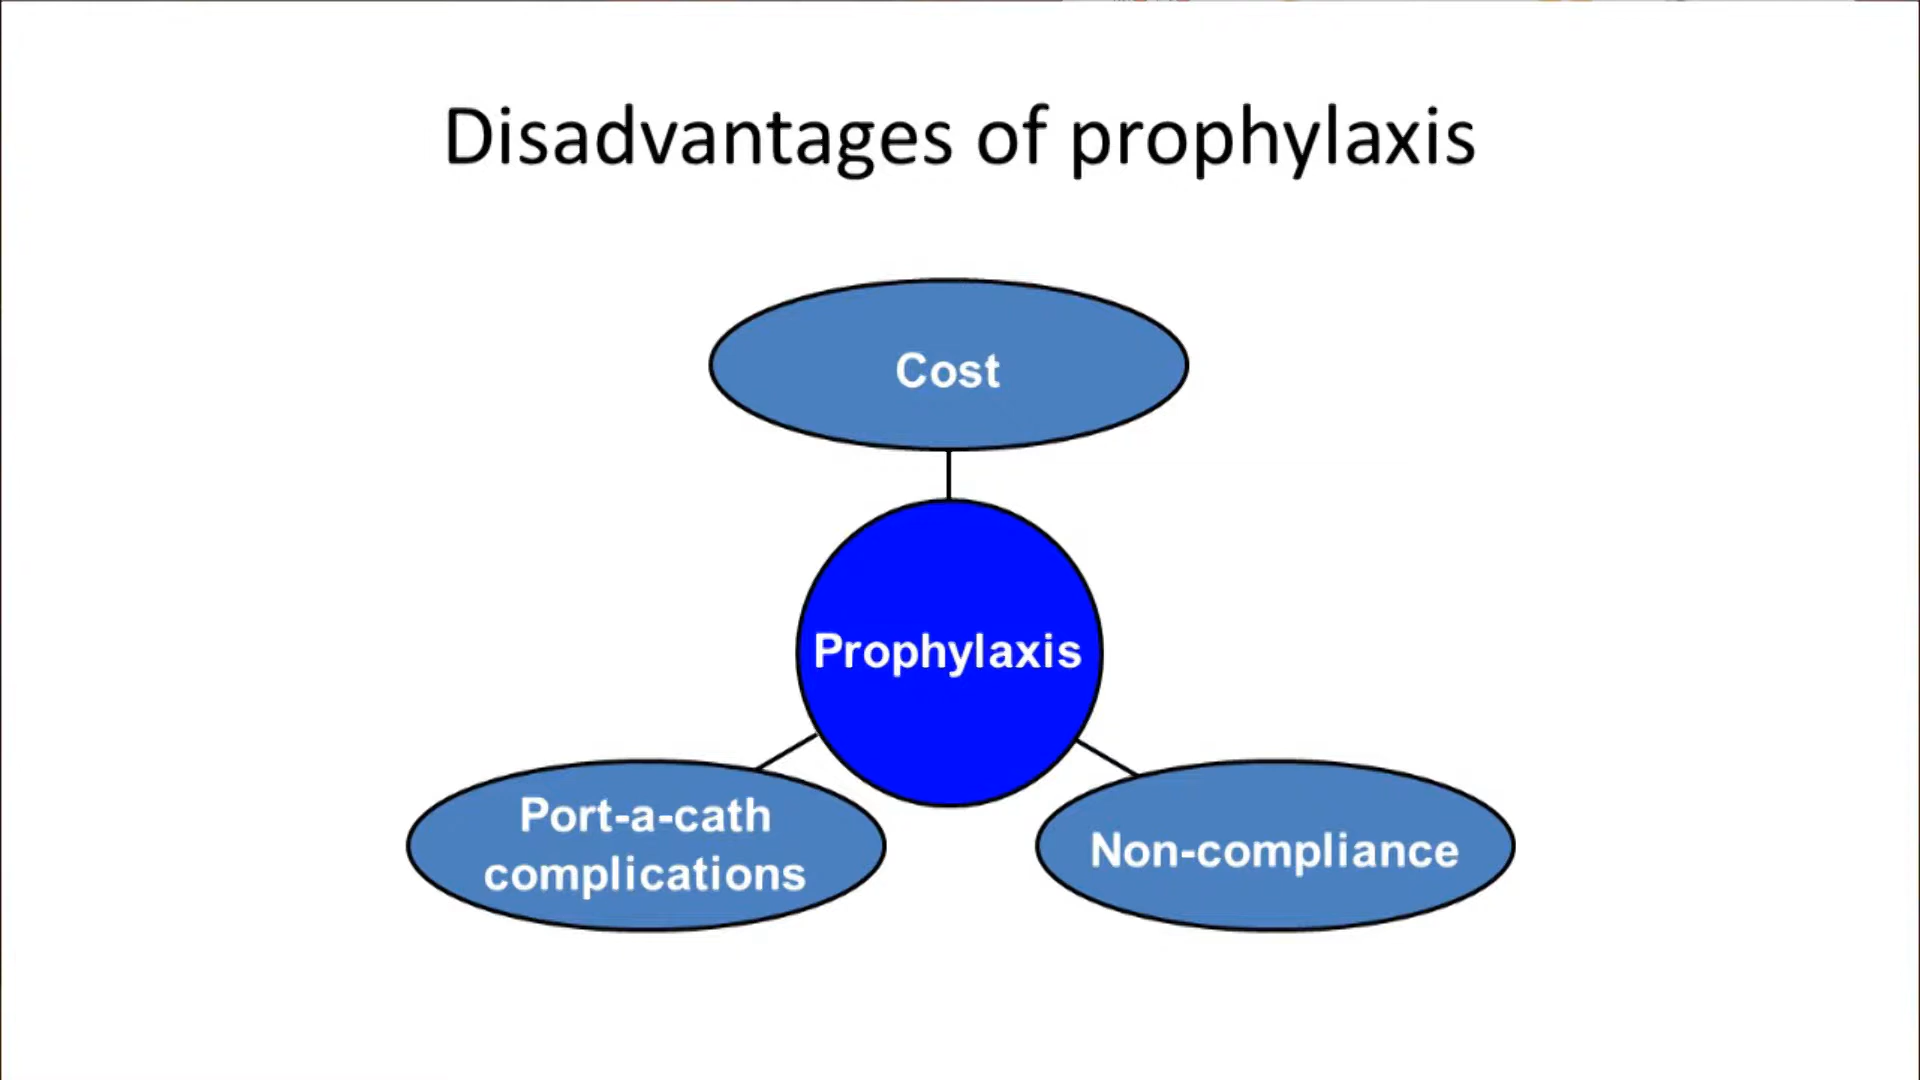 Disadvantages of prophylaxis
Cost
Prophylaxis
Port-a-cath
complications
Non-compliance